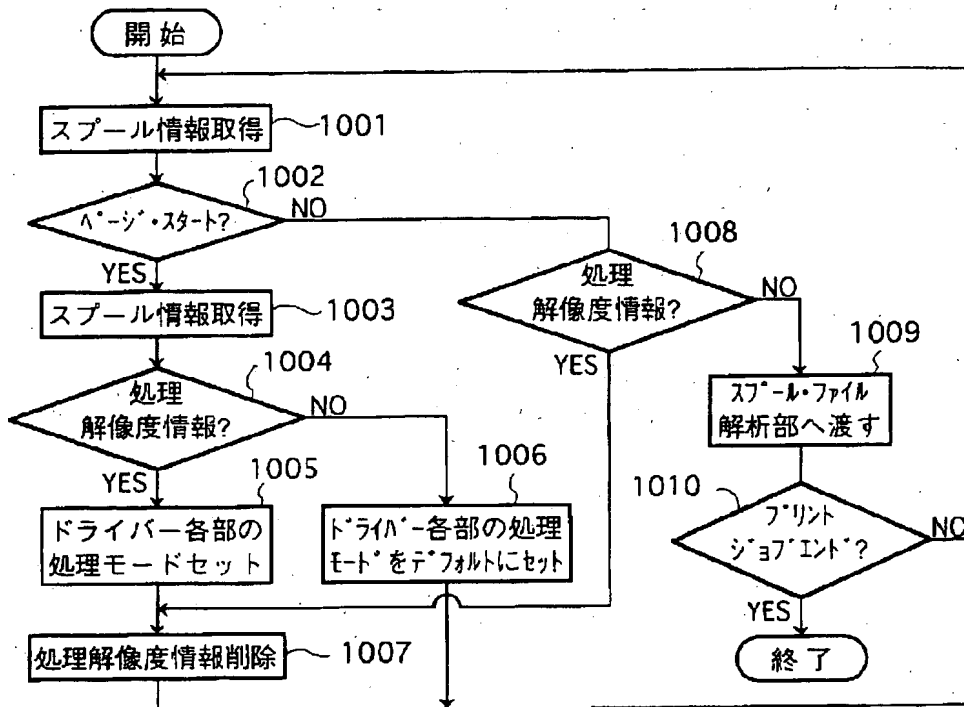 開始
スプール情報取得
1001
1002
ページ・スタート?
NO
YES
スプール情報取得
1003
1004
処理
解像度情報?
NO
YES
1005
ドライバー各部の
処理モードセット
1006
ドライバー各部の処理
モードをデフォルトにセット
処理解像度情報削除
1007
1008
処理
解像度情報?
NO
YES
1009
スプール・ファイル
解析部へ渡す
1010
プリント
ジョブエンド?
NO
YES
終了